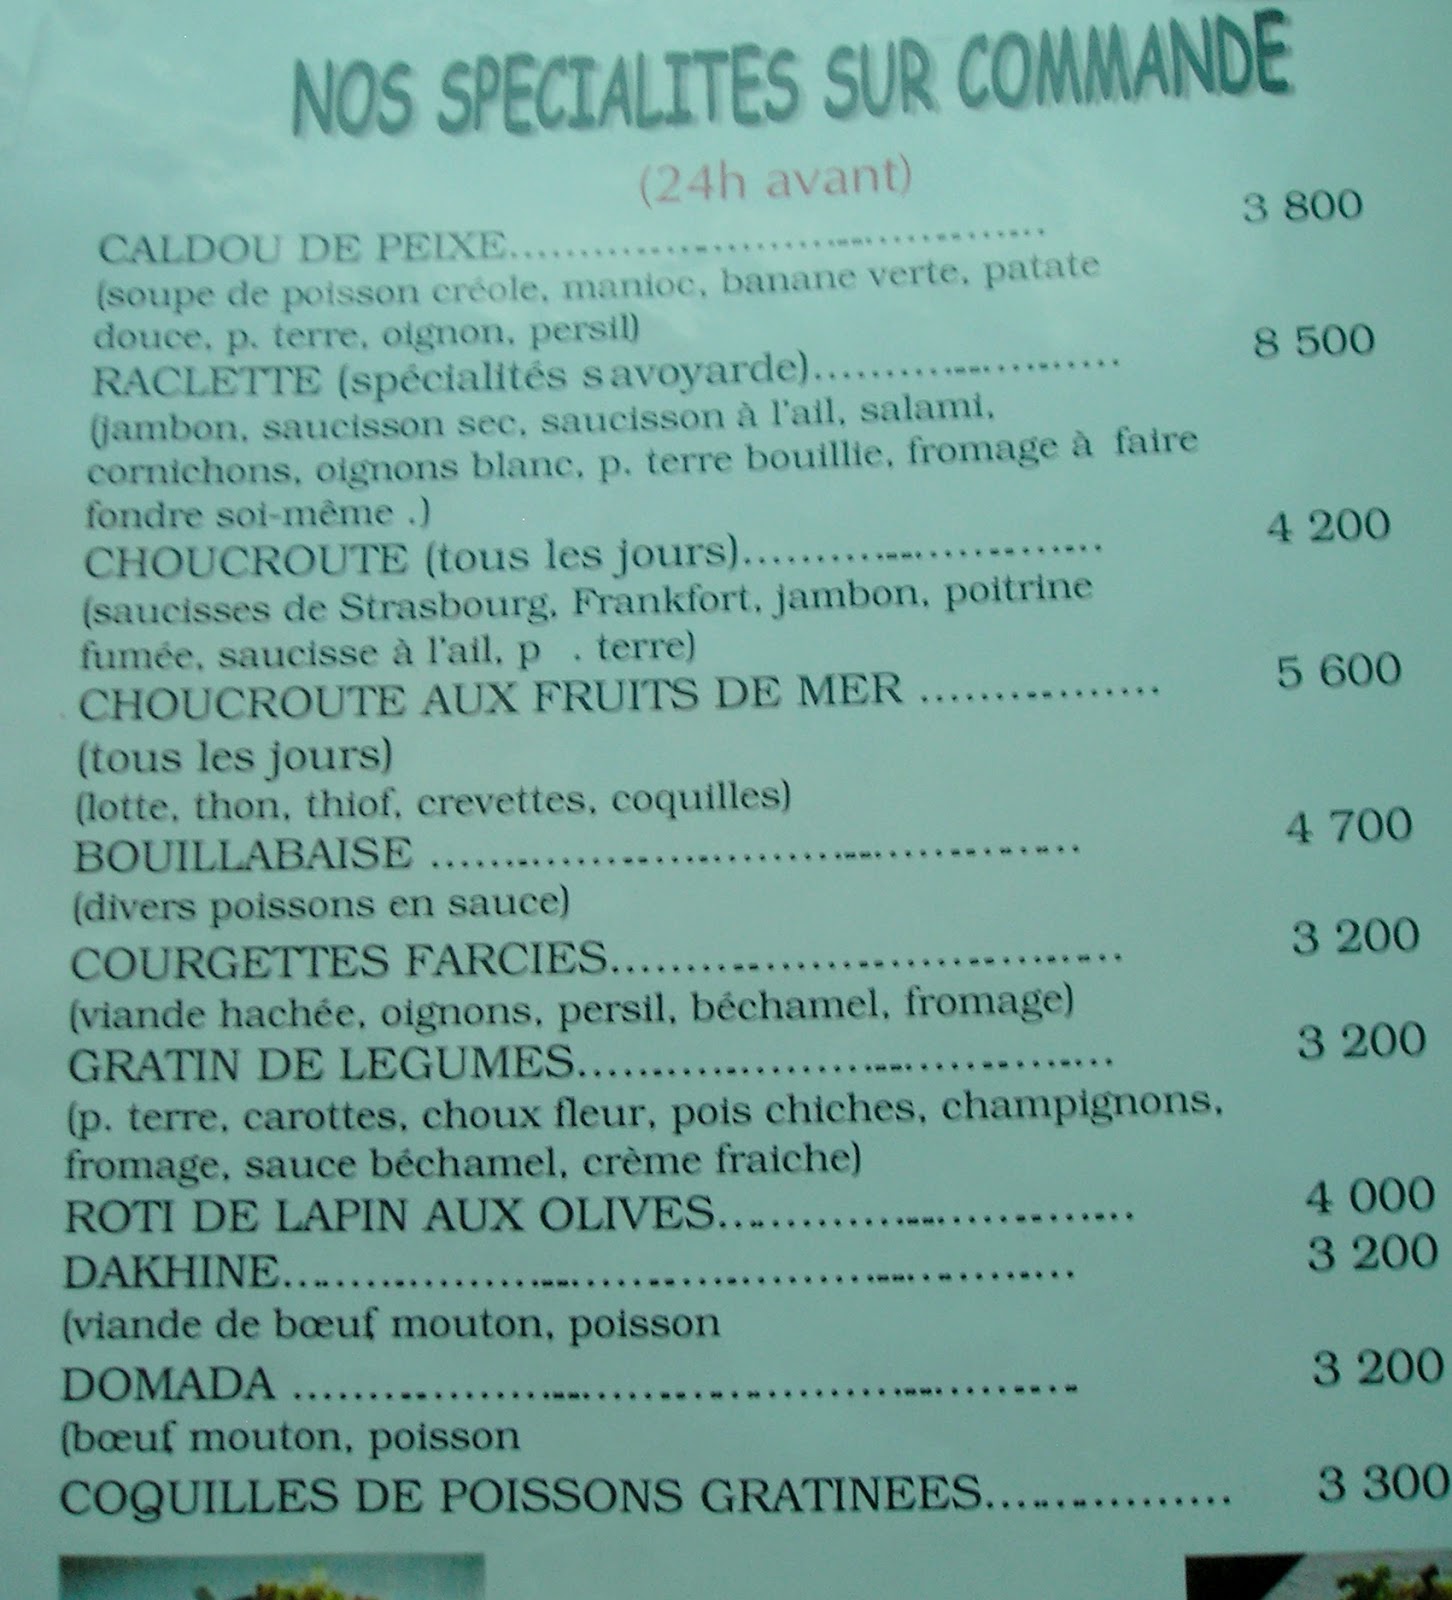 NOS SPECIALITES SUR COMMANDE
(24h avant)
CALDOU DE PEIXE................................................ 3 800
(soupe de poisson créole, manioc, banane verte, patate
douce, p. terre, oignon, persil)
RACLETTE (spécialités savoyarde)........................... 8 500
(jambon, saucisson sec, saucisson à l'ail, salami,
cornichons, oignons blanc, p. terre bouillie, fromage à faire
fondre soi-même .)
CHOUCROUTE (tous les jours)................................ 4 200
(saucisses de Strasbourg, Frankfort, jambon, poitrine
fumée, saucisse à l'ail, p . terre)
CHOUCROUTE AUX FRUITS DE MER ................. 5 600
(tous les jours)
(lotte, thon, thiof, crevettes, coquilles)
BOUILLABAISE ................................................ 4 700
(divers poissons en sauce)
COURGETTES FARCIES....................................... 3 200
(viande hachée, oignons, persil, béchamel, fromage)
GRATIN DE LEGUMES........................................ 3 200
(p. terre, carottes, choux fleur, pois chiches, champignons,
fromage, sauce béchamel, crème fraiche)
ROTI DE LAPIN AUX OLIVES............................... 4 000
DAKHINE............................................................ 3 200
(viande de bœuf mouton, poisson
DOMADA ........................................................... 3 200
(bœuf mouton, poisson
COQUILLES DE POISSONS GRATINEES.................. 3 300